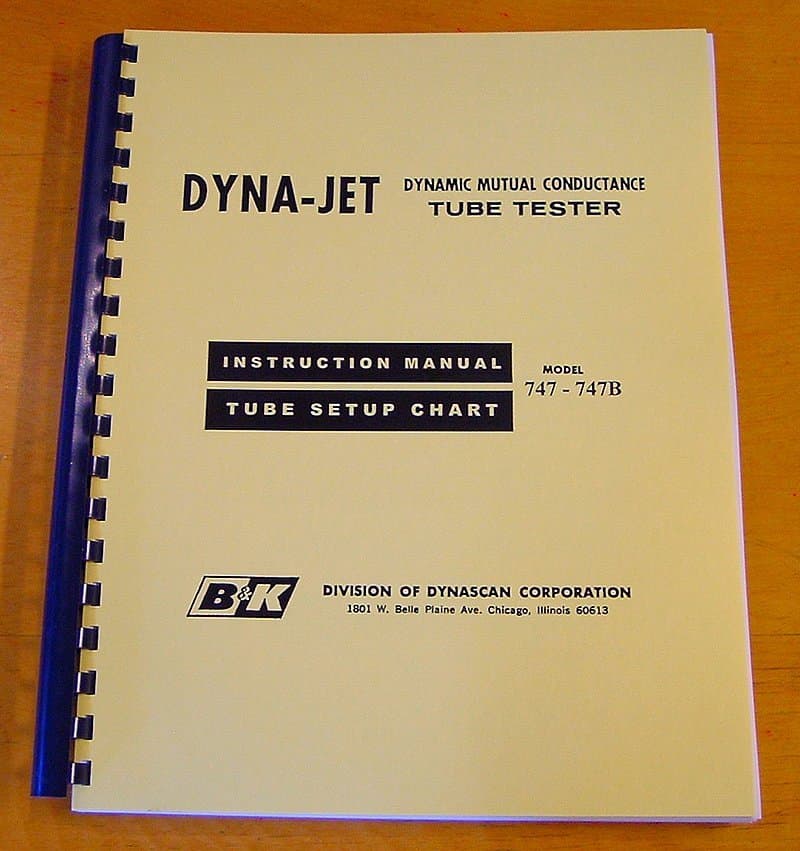 DYNA-JET DYNAMIC MUTUAL CONDUCTANCE
TUBE TESTER
INSTRUCTION MANUAL
TUBE SETUP CHART
MODEL
747 - 747B
B&K
DIVISION OF DYNASCAN CORPORATION
1801 W. Belle Plaine Ave. Chicago, Illinois 60613